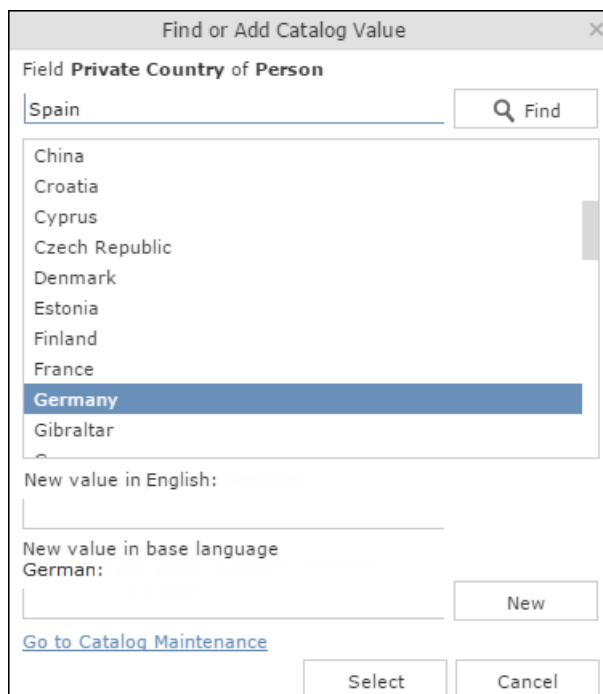 Find or Add Catalog Value
Field Private Country of Person
Spain
Find
China
Croatia
Cyprus
Czech Republic
Denmark
Estonia
Finland
France
Germany
Gibraltar
New value in English:
New value in base language
German:
New
Go to Catalog Maintenance
Select
Cancel